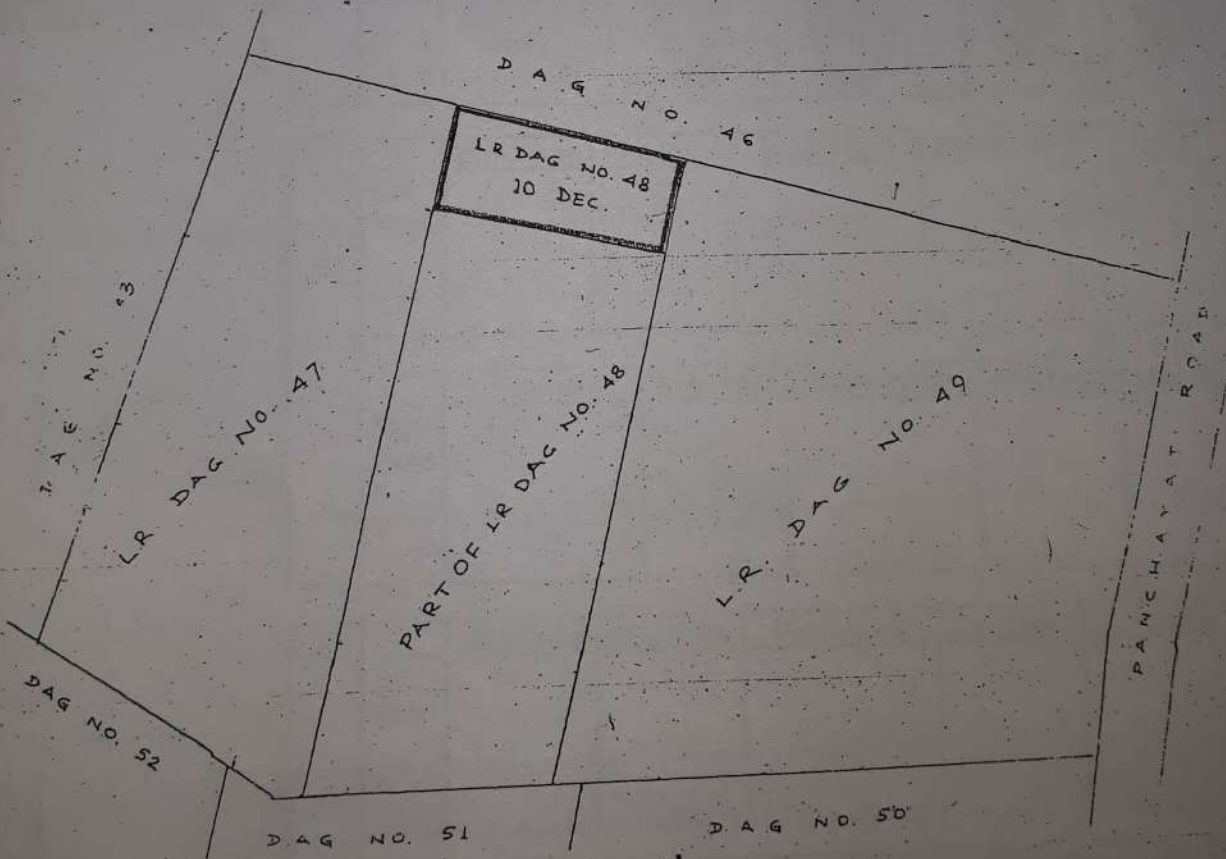 DAG NO. 46
LR DAG NO. 48
10 DEC.
L.R. DAG NO. 47
PART OF LR DAG NO. 48
L.R. DAG NO. 49
PANCHAYAT ROAD
DAG NO. 52
DAG NO. 51
DAG NO. 50